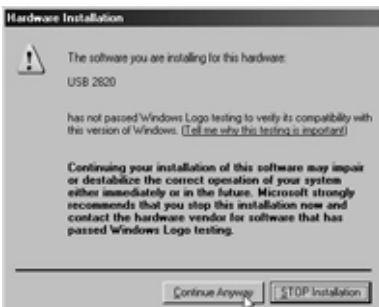 Hardware Installation
The software you are installing for this hardware:
USB 2820
has not passed Windows Logo testing to verify its compatibility with
this version of Windows. (Tell me why this testing is important)
Continuing your installation of this software may impair
or destabilize the correct operation of your system
either immediately or in the future. Microsoft strongly
recommends that you stop this installation now and
contact the hardware vendor for software that has
passed Windows Logo testing.
Continue Anyway STOP Installation